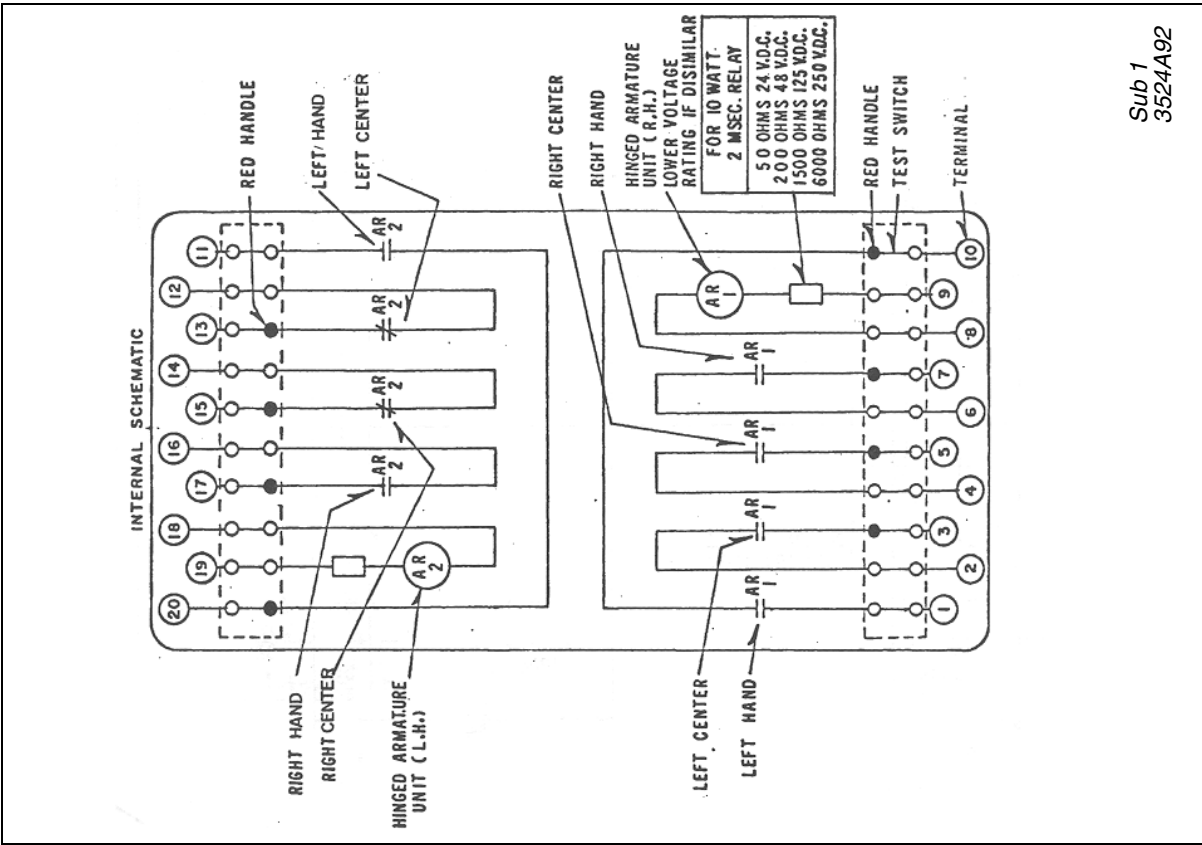 INTERNAL SCHEMATIC
RED HANDLE
LEFT HAND
LEFT CENTER
11
12
13
14
15
16
17
18
19
20
AR
2
AR
2
AR
2
AR
2
AR
2
RIGHT HAND
RIGHT CENTER
HINGED ARMATURE
UNIT (L.H.)
RIGHT CENTER
RIGHT HAND
HINGED ARMATURE
UNIT (R.H.)
LOWER VOLTAGE
RATING IF DISIMILAR
FOR 10 WATT
2 MSEC. RELAY
50 OHMS 24 V.D.C.
200 OHMS 48 V.D.C.
1500 OHMS 125 V.D.C.
6000 OHMS 250 V.D.C.
RED HANDLE
TEST SWITCH
TERMINAL
AR
1
AR
1
AR
1
AR
1
AR
1
10
9
8
7
6
5
4
3
2
1
LEFT CENTER
LEFT HAND
Sub 1
3524A92